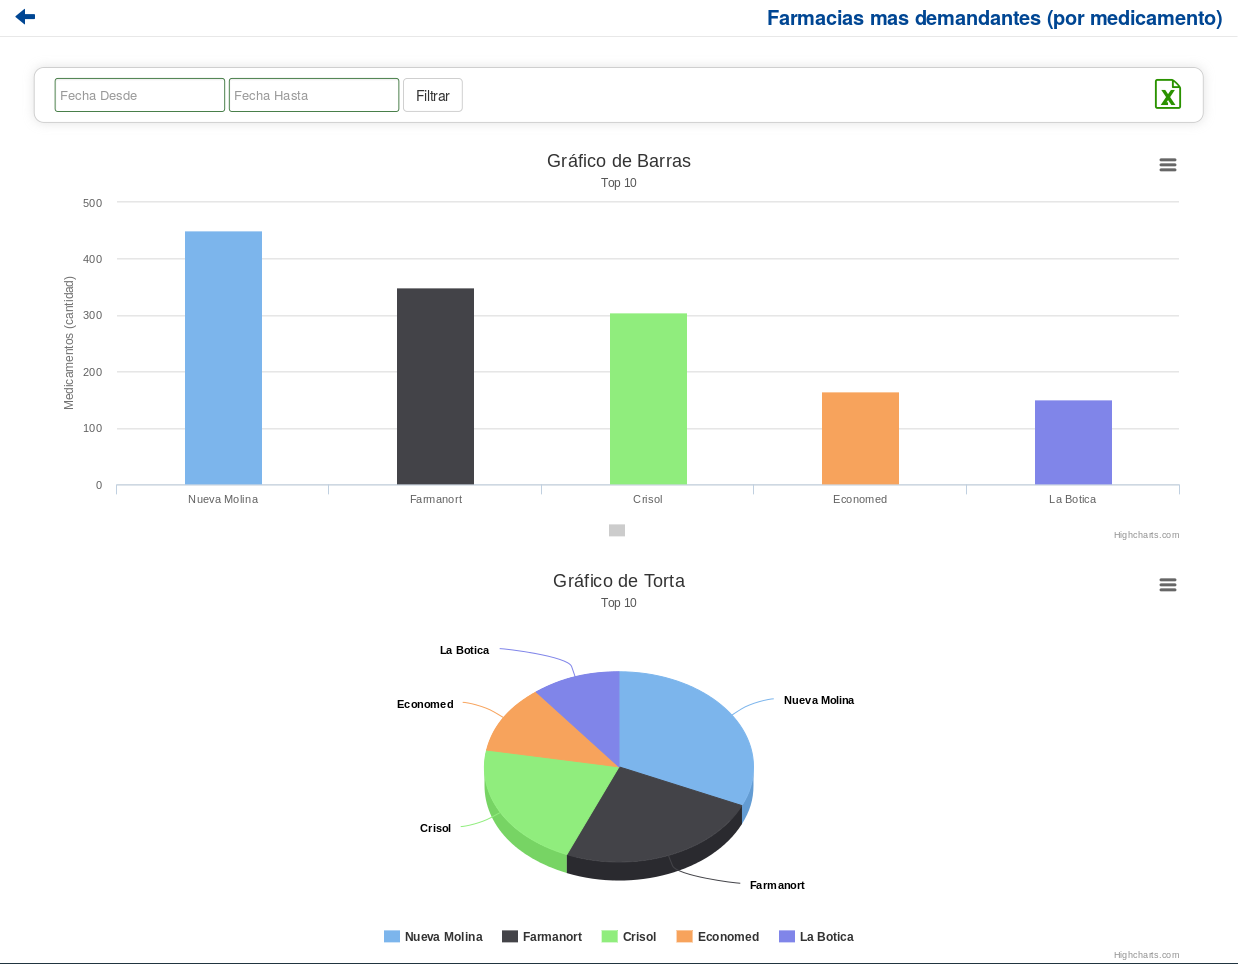 Farmacias mas demandantes (por medicamento)
Fecha Desde
Fecha Hasta
Filtrar
Gráfico de Barras
Top 10
Medicamentos (cantidad)
500
400
300
200
100
0
Nueva Molina
Farmanort
Crisol
Economed
La Botica
Highcharts.com
Gráfico de Torta
Top 10
La Botica
Nueva Molina
Economed
Crisol
Farmanort
Nueva Molina
Farmanort
Crisol
Economed
La Botica
Highcharts.com